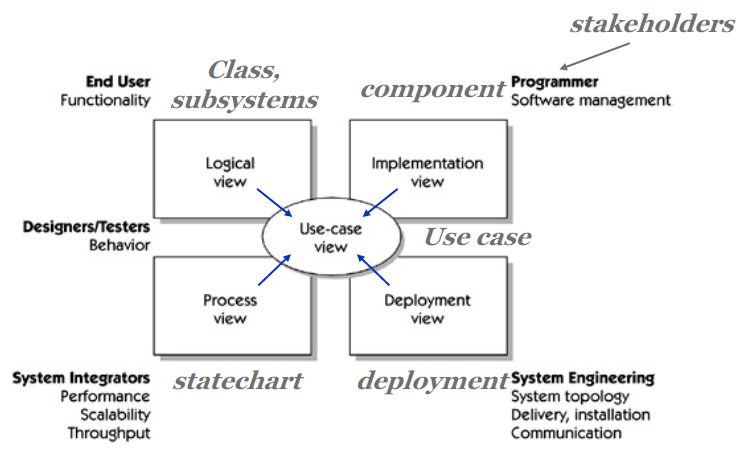 stakeholders
End User
Functionality
Class,
subsystems
component
Programmer
Software management
Logical
view
Implementation
view
Designers/Testers
Behavior
Use-case
view
Use case
Process
view
Deployment
view
System Integrators
Performance
Scalability
Throughput
statechart
deployment
System Engineering
System topology
Delivery, installation
Communication